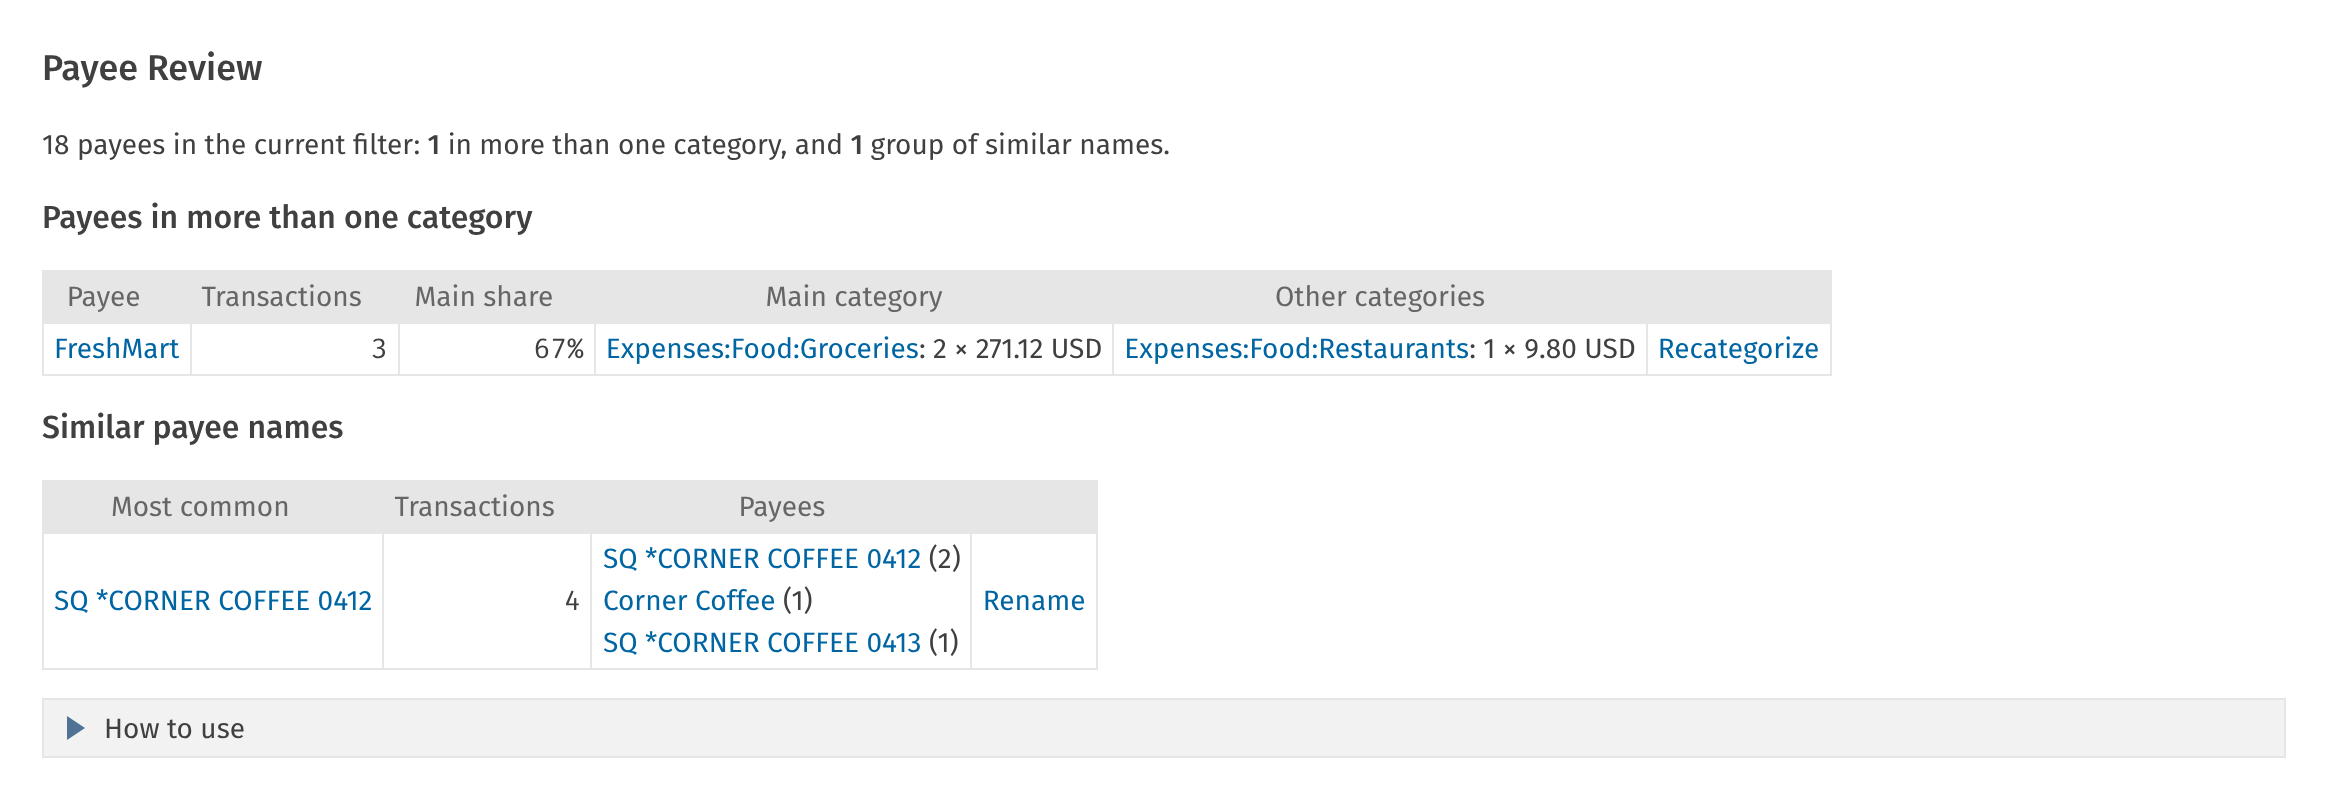 Payee Review
18 payees in the current filter: 1 in more than one category, and 1 group of similar names.
Payees in more than one category
Payee Transactions Main share Main category Other categories
FreshMart 3 67% Expenses:Food:Groceries: 2 × 271.12 USD Expenses:Food:Restaurants: 1 × 9.80 USD Recategorize
Similar payee names
Most common Transactions Payees
SQ *CORNER COFFEE 0412 (2)
SQ *CORNER COFFEE 0412 4 Corner Coffee (1) Rename
SQ *CORNER COFFEE 0413 (1)
How to use